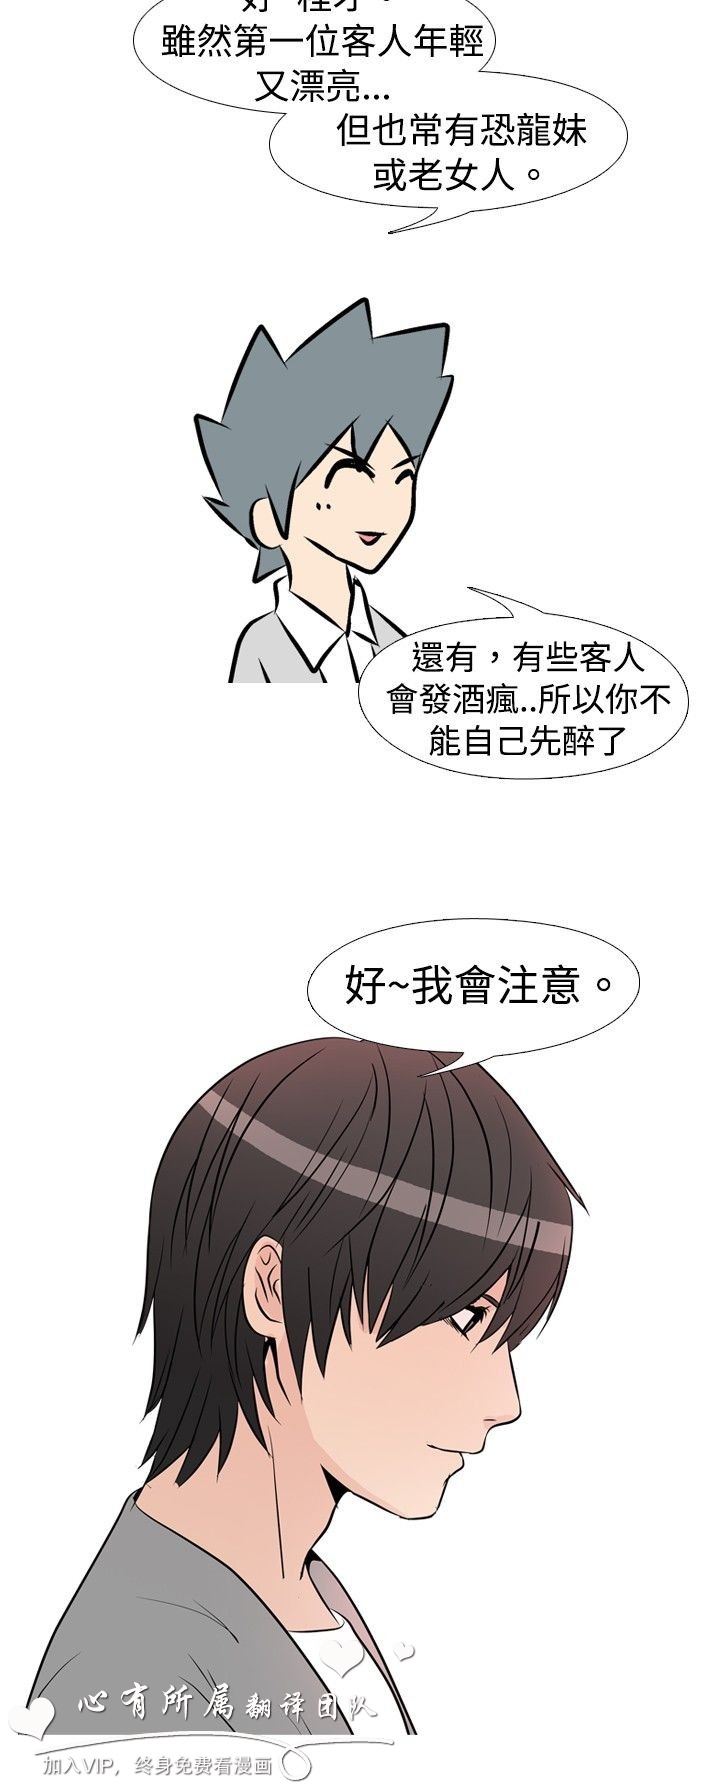 雖然第一位客人年輕
又漂亮...
但也常有恐龍妹
或老女人。
還有，有些客人
會發酒瘋..所以你不
能自己先醉了
好~我會注意。
心有所属翻译团队
加入VIP，终身免费看漫画